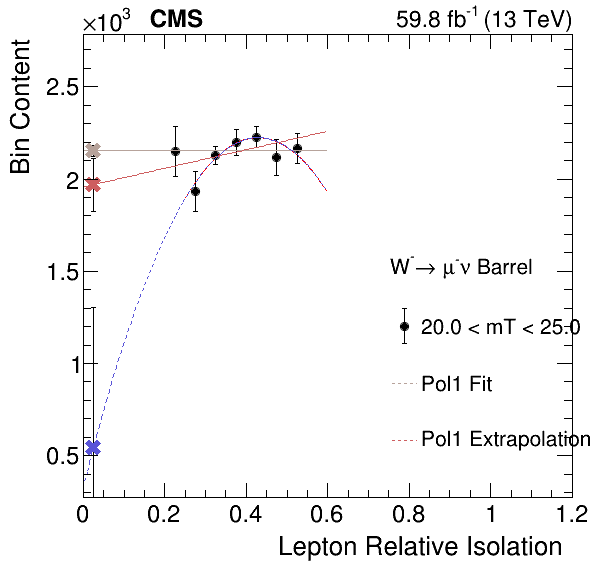 ×10³ CMS 59.8 fb⁻¹ (13 TeV)
Bin Content
2.5
2
1.5
1
0.5
W⁻→ μ⁻ν Barrel
20.0 < mT < 25.0
Pol1 Fit
Pol1 Extrapolation
0 0.2 0.4 0.6 0.8 1 1.2
Lepton Relative Isolation